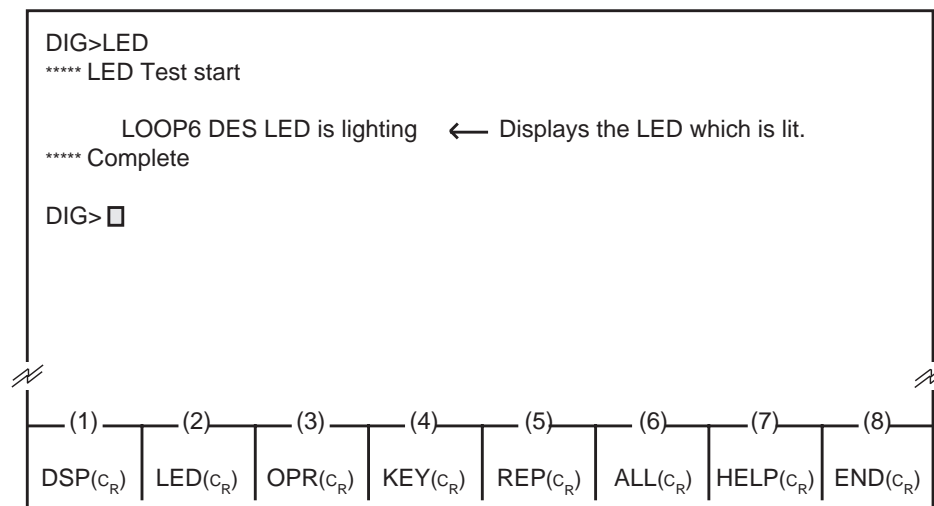 DIG>LED
***** LED Test start
LOOP6 DES LED is lighting ← Displays the LED which is lit.
***** Complete
DIG>
(1) (2) (3) (4) (5) (6) (7) (8)
DSP(CR) LED(CR) OPR(CR) KEY(CR) REP(CR) ALL(CR) HELP(CR) END(CR)